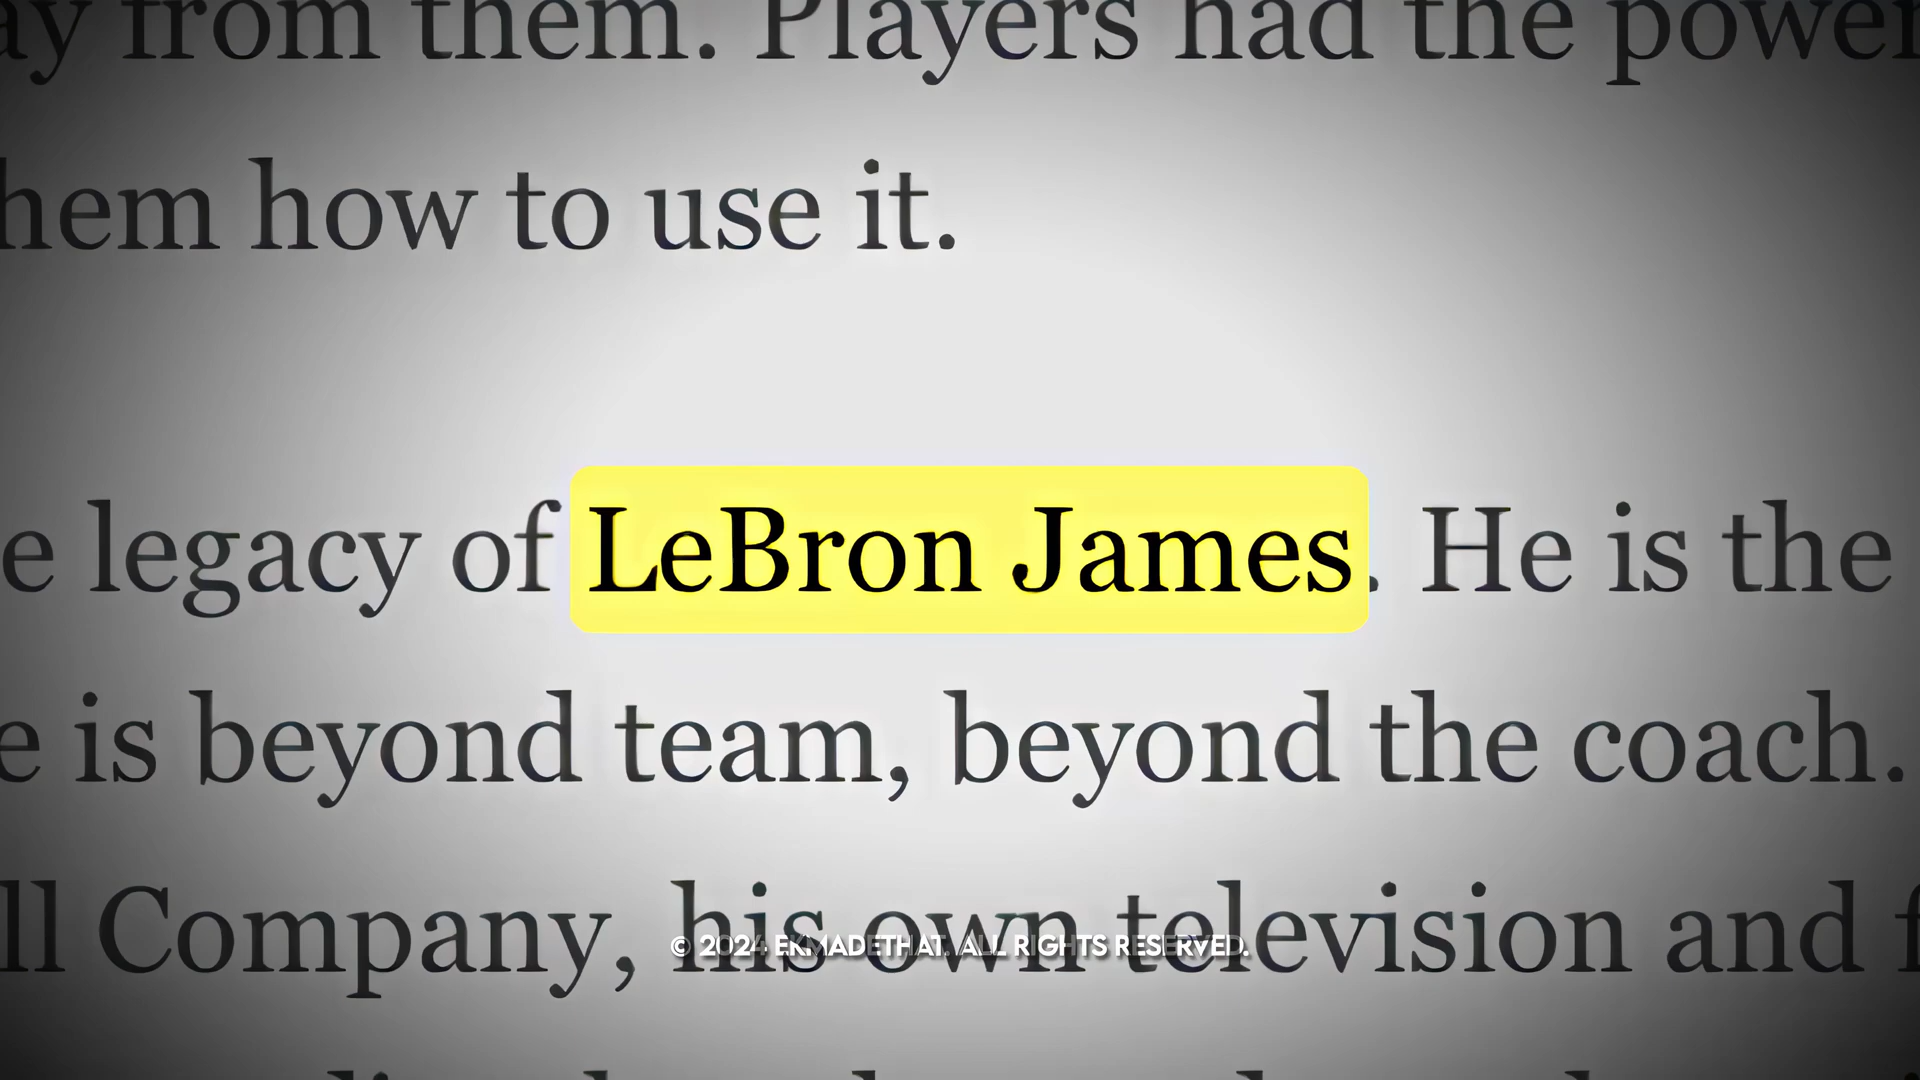 ay from them. Players had the power
hem how to use it.
e legacy of LeBron James. He is the
e is beyond team, beyond the coach.
ll Company, his own television and f
© 2024 EKMADETHAT. ALL RIGHTS RESERVED.